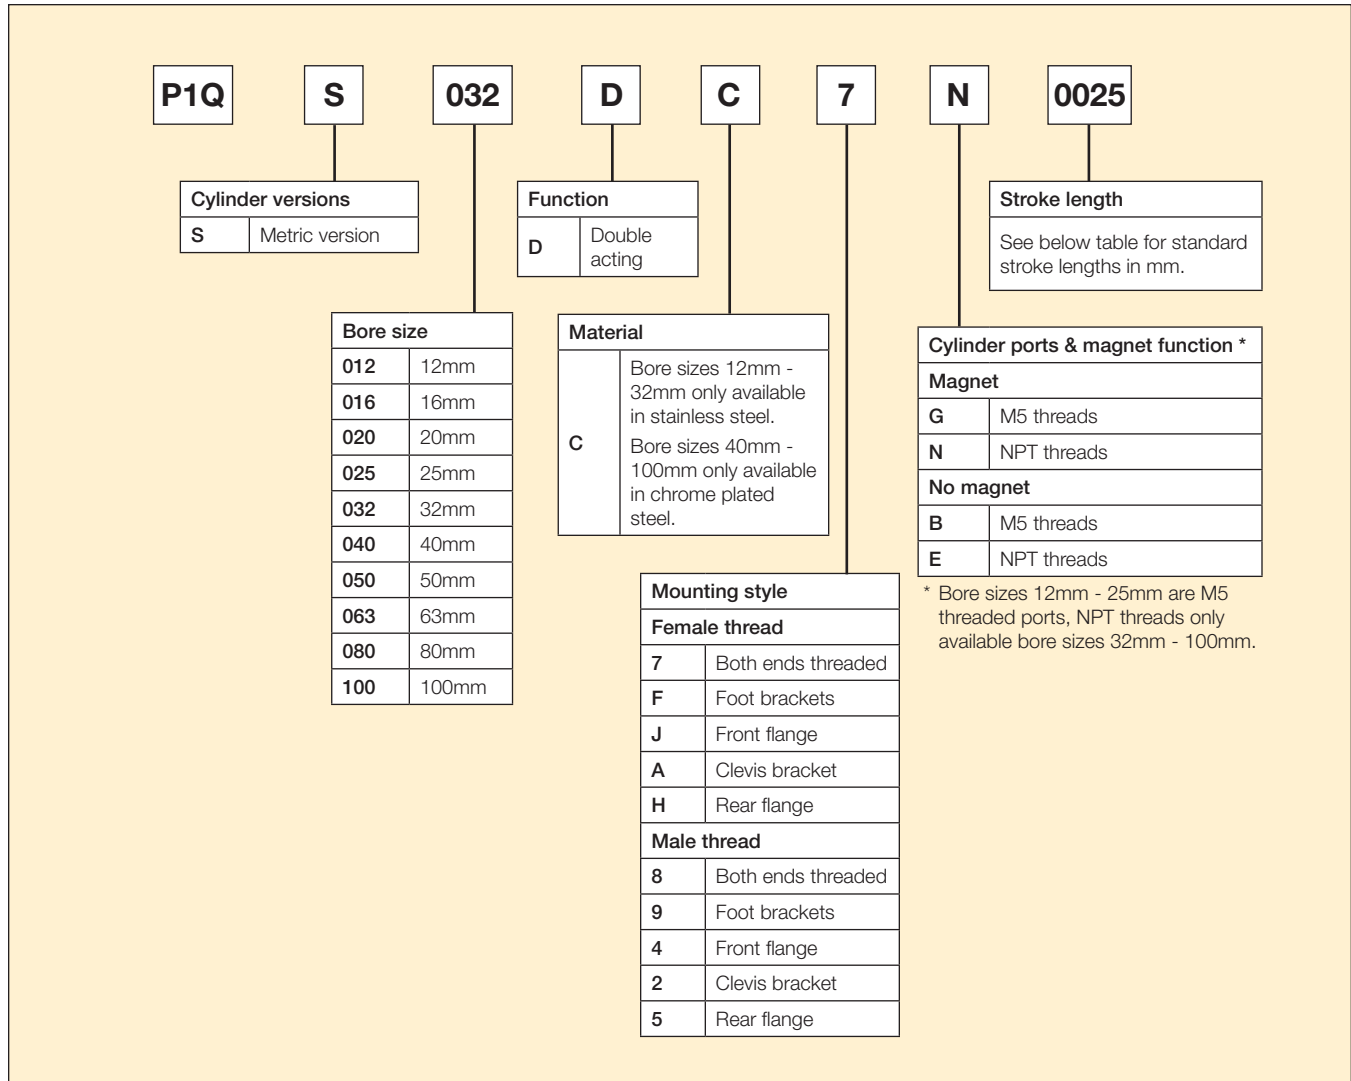 P1Q S 032 D C 7 N 0025
Cylinder versions
S Metric version
Function
D Double
acting
Stroke length
See below table for standard
stroke lengths in mm.
Bore size
012 12mm
016 16mm
020 20mm
025 25mm
032 32mm
040 40mm
050 50mm
063 63mm
080 80mm
100 100mm
Material
C
Bore sizes 12mm -
32mm only available
in stainless steel.
Bore sizes 40mm -
100mm only available
in chrome plated
steel.
Cylinder ports & magnet function *
Magnet
G M5 threads
N NPT threads
No magnet
B M5 threads
E NPT threads
* Bore sizes 12mm - 25mm are M5
threaded ports, NPT threads only
available bore sizes 32mm - 100mm.
Mounting style
Female thread
7 Both ends threaded
F Foot brackets
J Front flange
A Clevis bracket
H Rear flange
Male thread
8 Both ends threaded
9 Foot brackets
4 Front flange
2 Clevis bracket
5 Rear flange